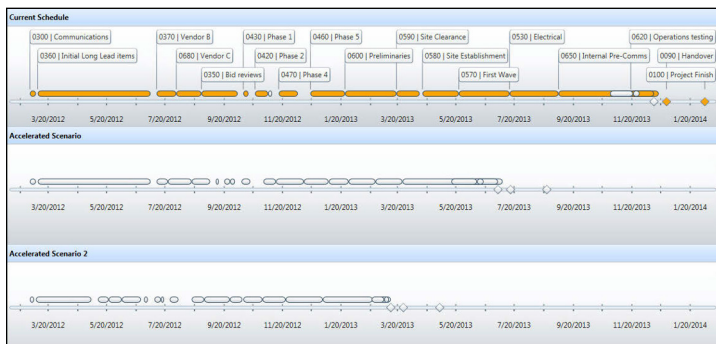 Current Schedule
0300 | Communications
0370 | Vendor B
0430 | Phase 1
0460 | Phase 5
0590 | Site Clearance
0530 | Electrical
0620 | Operations testing
0360 | Initial Long Lead items
0680 | Vendor C
0420 | Phase 2
0600 | Preliminaries
0580 | Site Establishment
0650 | Internal Pre-Comms
0090 | Handover
0350 | Bid reviews
0470 | Phase 4
0570 | First Wave
0100 | Project Finish
3/20/2012 5/20/2012 7/20/2012 9/20/2012 11/20/2012 1/20/2013 3/20/2013 5/20/2013 7/20/2013 9/20/2013 11/20/2013 1/20/2014
Accelerated Scenario
3/20/2012 5/20/2012 7/20/2012 9/20/2012 11/20/2012 1/20/2013 3/20/2013 5/20/2013 7/20/2013 9/20/2013 11/20/2013 1/20/2014
Accelerated Scenario 2
3/20/2012 5/20/2012 7/20/2012 9/20/2012 11/20/2012 1/20/2013 3/20/2013 5/20/2013 7/20/2013 9/20/2013 11/20/2013 1/20/2014